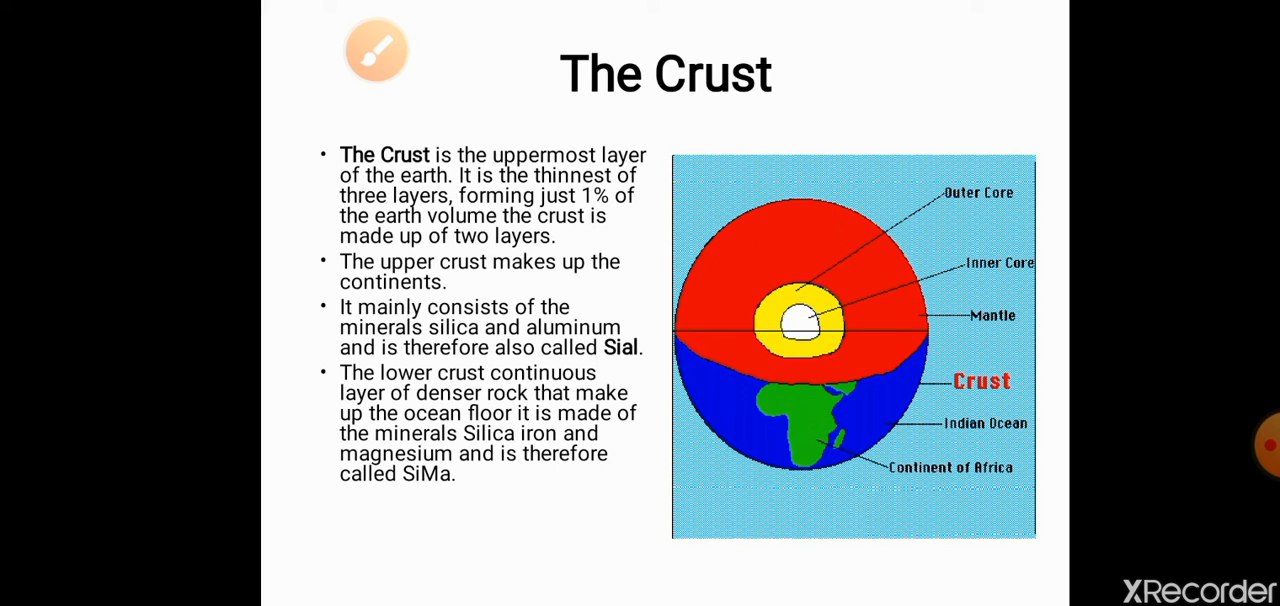 The Crust
• The Crust is the uppermost layer
of the earth. It is the thinnest of
three layers, forming just 1% of
the earth volume the crust is
made up of two layers.
• The upper crust makes up the
continents.
• It mainly consists of the
minerals silica and aluminum
and is therefore also called Sial.
• The lower crust continuous
layer of denser rock that make
up the ocean floor it is made of
the minerals Silica iron and
magnesium and is therefore
called SiMa.
Outer Core
Inner Core
Mantle
Crust
Indian Ocean
Continent of Africa
XRecorder